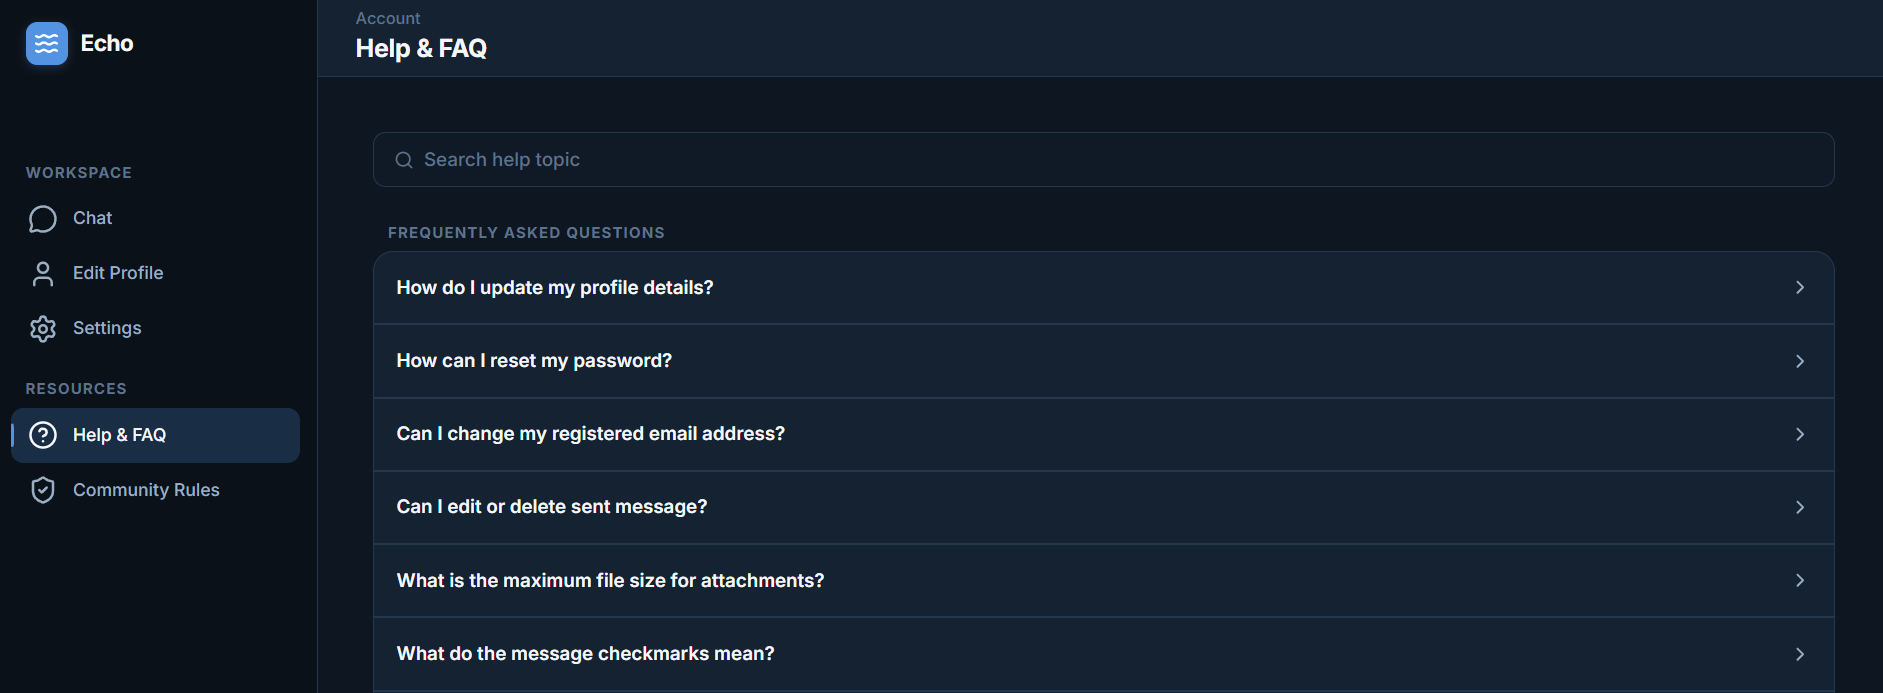 Echo
WORKSPACE
Chat
Edit Profile
Settings
RESOURCES
Help & FAQ
Community Rules
Account
Help & FAQ
Search help topic
FREQUENTLY ASKED QUESTIONS
How do I update my profile details?
How can I reset my password?
Can I change my registered email address?
Can I edit or delete sent message?
What is the maximum file size for attachments?
What do the message checkmarks mean?